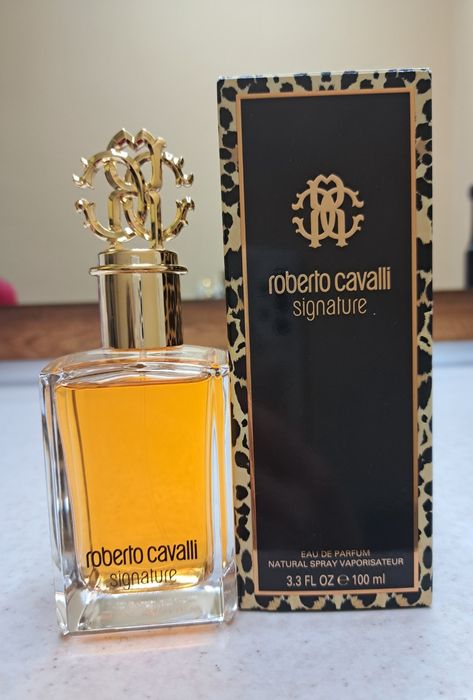 roberto cavalli
signature
EAU DE PARFUM
NATURAL SPRAY VAPORISATEUR
3.3 FL OZ ℮ 100 ml
roberto cavalli
signature